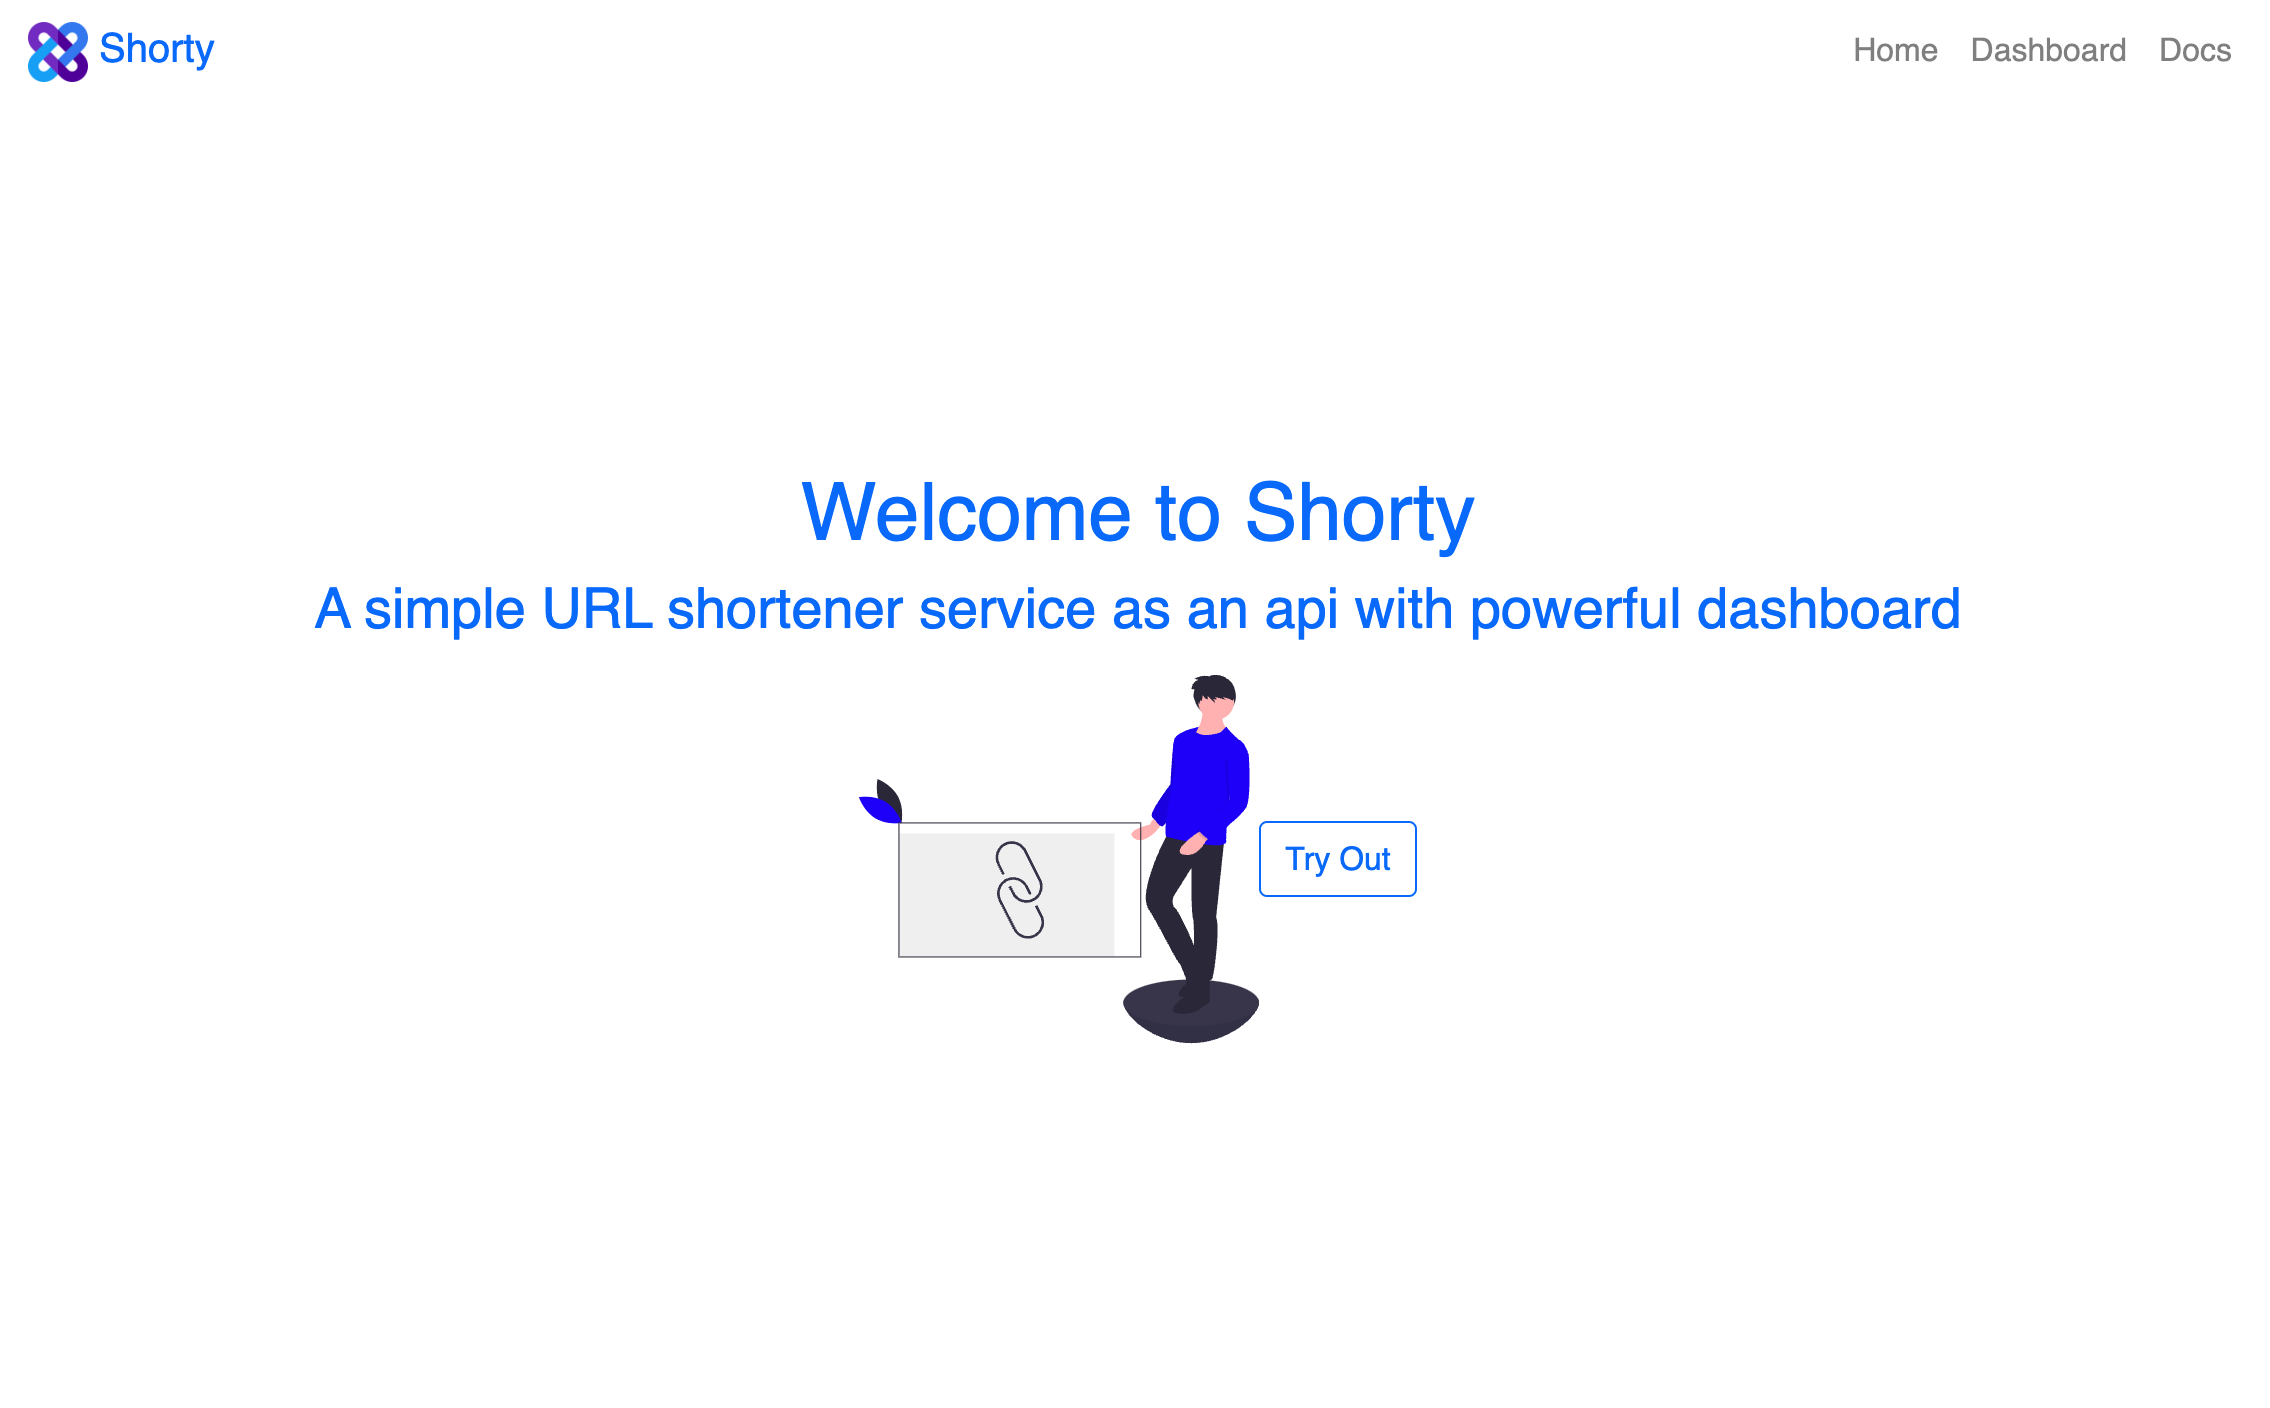 Shorty
Home Dashboard Docs
Welcome to Shorty
A simple URL shortener service as an api with powerful dashboard
Try Out